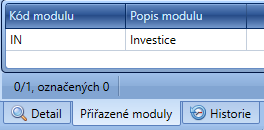 Kód modulu Popis modulu
IN Investice
0/1, označených 0
Detail Přiřazené moduly Historie